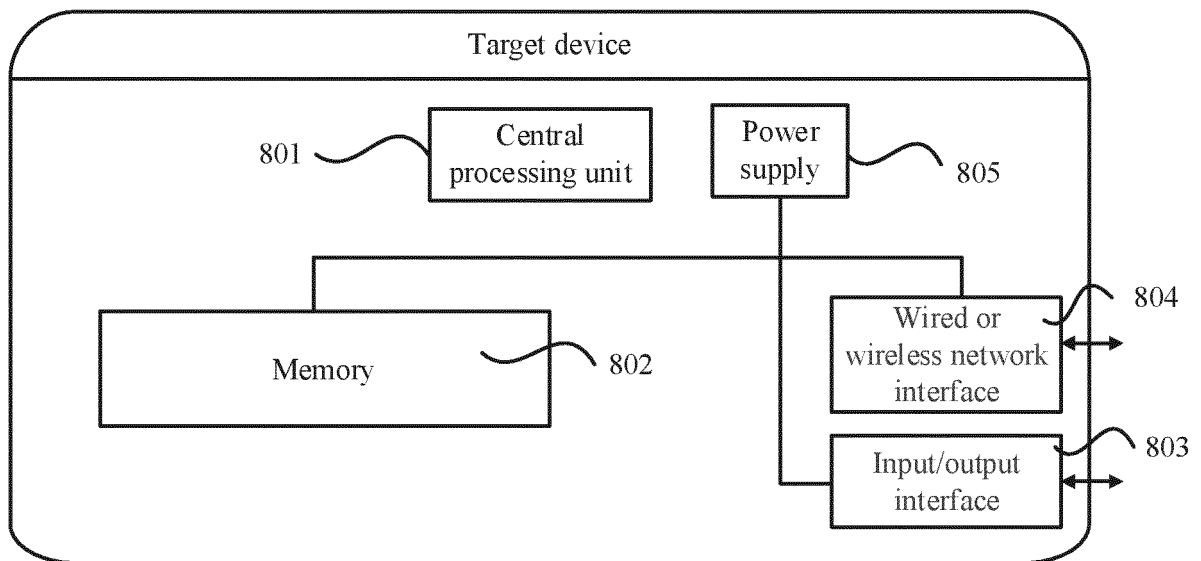 Target device
801
Central
processing unit
Power
supply
805
Memory
802
Wired or
wireless network
interface
804
Input/output
interface
803